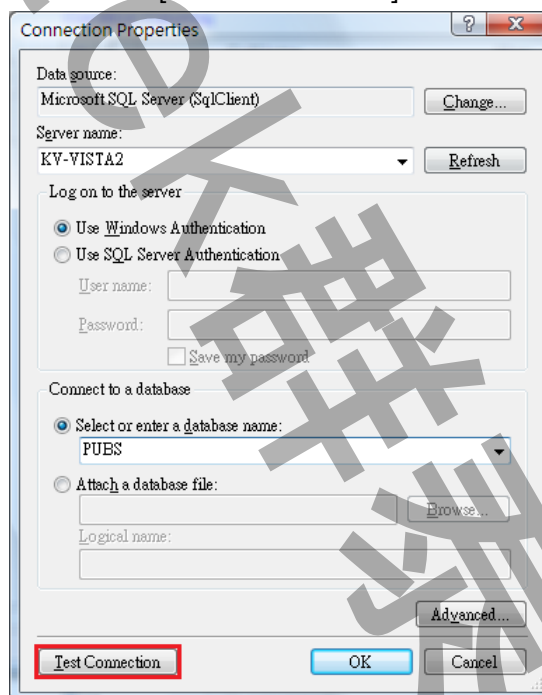 Connection Properties
Data source:
Microsoft SQL Server (SqlClient)
Change...
Server name:
KV-VISTA2
Refresh
Log on to the server
Use Windows Authentication
Use SQL Server Authentication
User name:
Password:
Save my password
Connect to a database
Select or enter a database name:
PUBS
Attach a database file:
Browse...
Logical name:
Advanced...
Test Connection
OK
Cancel